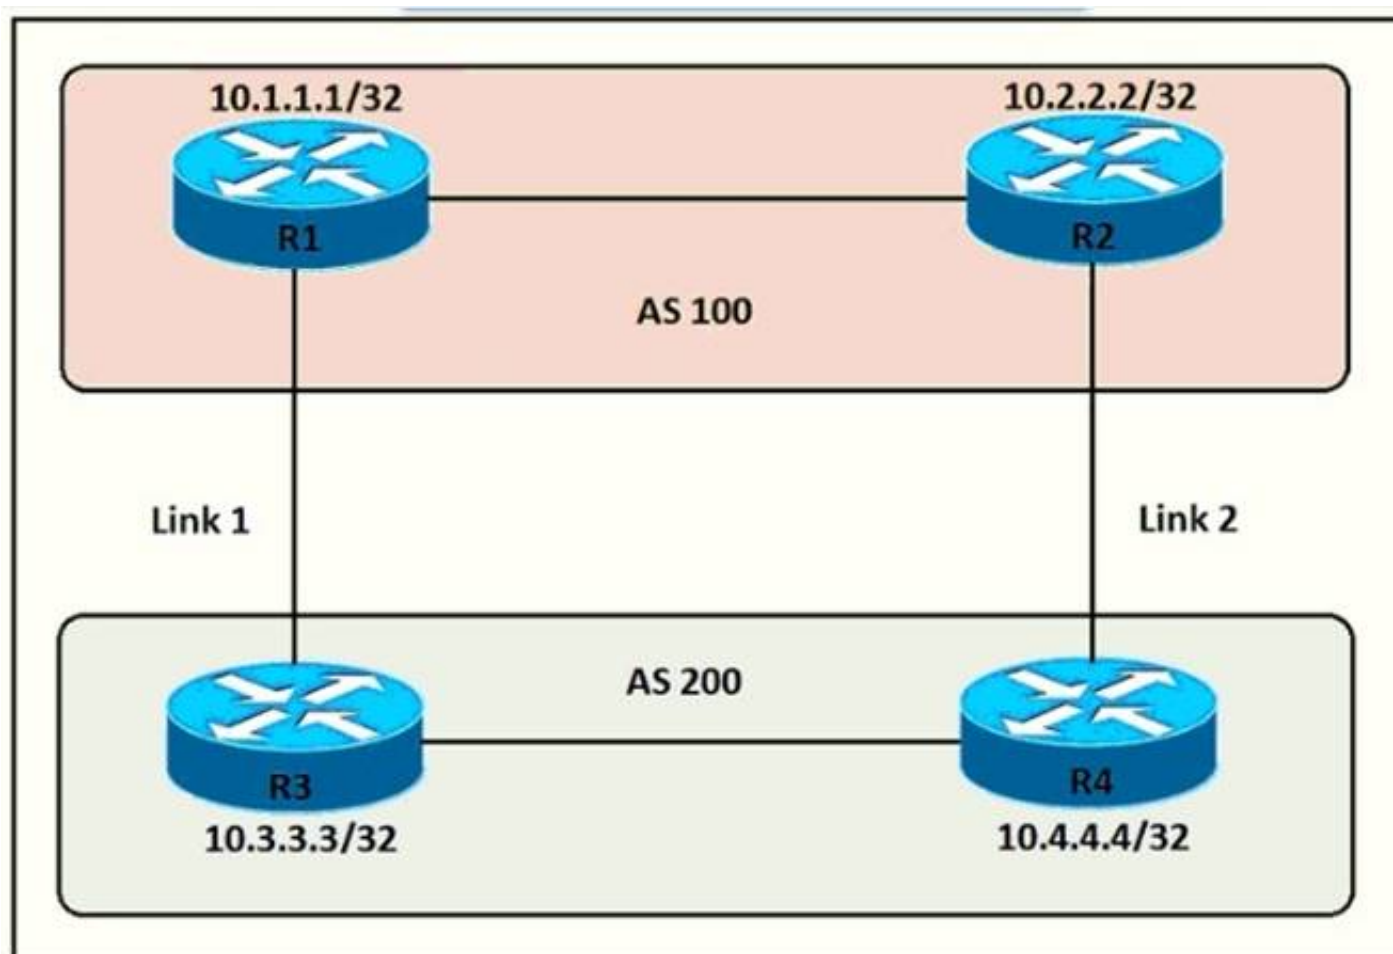 10.1.1.1/32
10.2.2.2/32
R1
R2
AS 100
Link 1
Link 2
AS 200
R3
R4
10.3.3.3/32
10.4.4.4/32